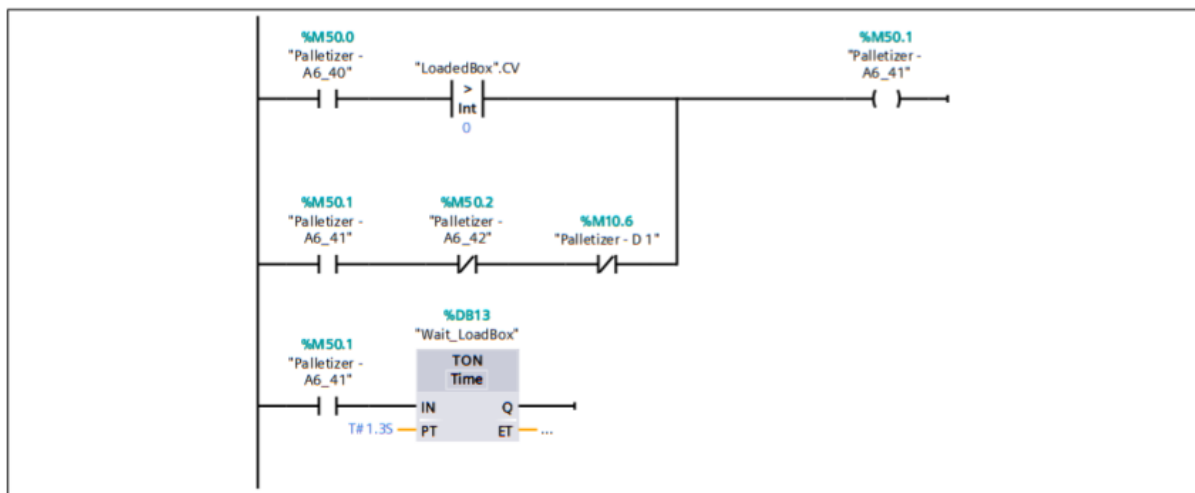 %M50.0
"Palletizer -
A6_40"
"LoadedBox".CV
>
Int
0
%M50.1
"Palletizer -
A6_41"
%M50.1
"Palletizer -
A6_41"
%M50.2
"Palletizer -
A6_42"
%M10.6
"Palletizer - D 1"
%M50.1
"Palletizer -
A6_41"
%DB13
"Wait_LoadBox"
TON
Time
IN
Q
T#1.3S
PT
ET
...